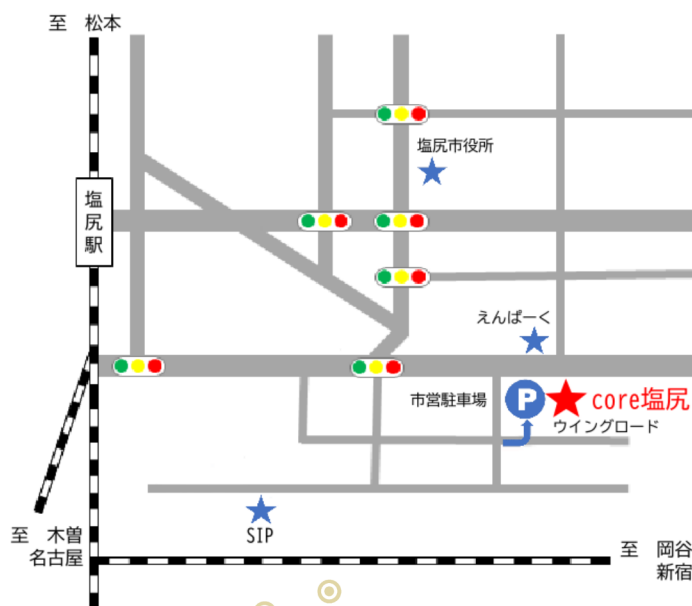 至 松本
塩尻市役所
塩尻駅
えんぱーく
市営駐車場
P
core塩尻
ウイングロード
SIP
至 木曽
名古屋
至 岡谷
新宿